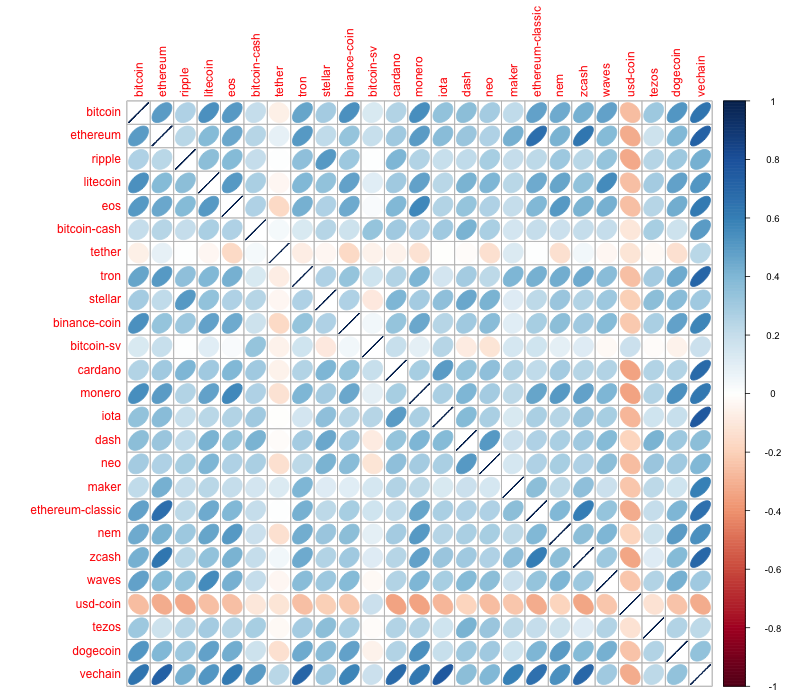 bitcoin
ethereum
ripple
litecoin
eos
bitcoin-cash
tether
tron
stellar
binance-coin
bitcoin-sv
cardano
monero
iota
dash
neo
maker
ethereum-classic
nem
zcash
waves
usd-coin
tezos
dogecoin
vechain
bitcoin
ethereum
ripple
litecoin
eos
bitcoin-cash
tether
tron
stellar
binance-coin
bitcoin-sv
cardano
monero
iota
dash
neo
maker
ethereum-classic
nem
zcash
waves
usd-coin
tezos
dogecoin
vechain
1
0.8
0.6
0.4
0.2
0
-0.2
-0.4
-0.6
-0.8
-1